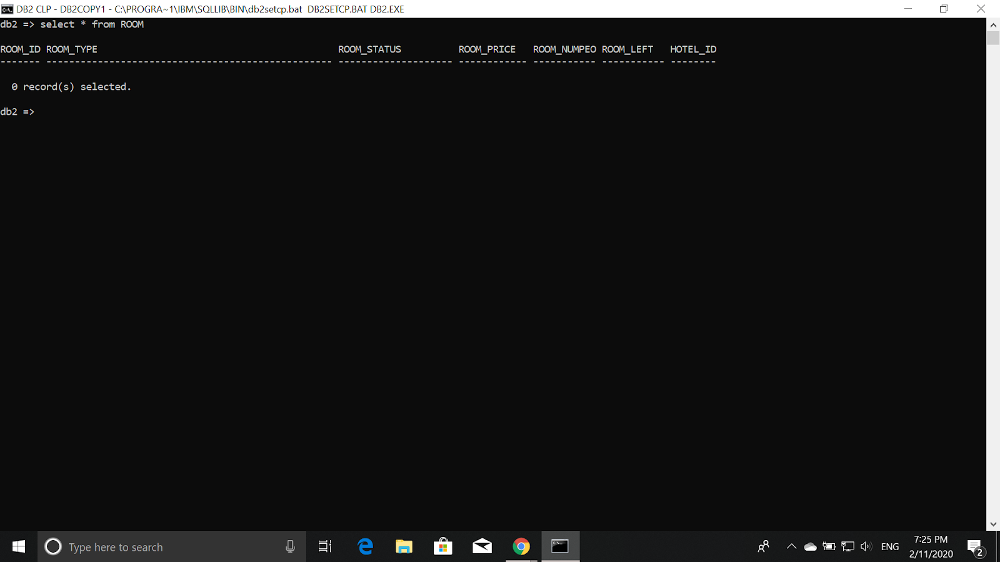 DB2 CLP - DB2COPY1 - C:\PROGRA~1\IBM\SQLLIB\BIN\db2setcp.bat  DB2SETCP.BAT DB2.EXE
db2 => select * from ROOM
ROOM_ID ROOM_TYPE                                          ROOM_STATUS          ROOM_PRICE   ROOM_NUMPEO ROOM_LEFT   HOTEL_ID
------- -------------------------------------------------- -------------------- ------------ ----------- ----------- --------
  0 record(s) selected.
db2 =>
Type here to search
ENG
7:25 PM
2/11/2020
2